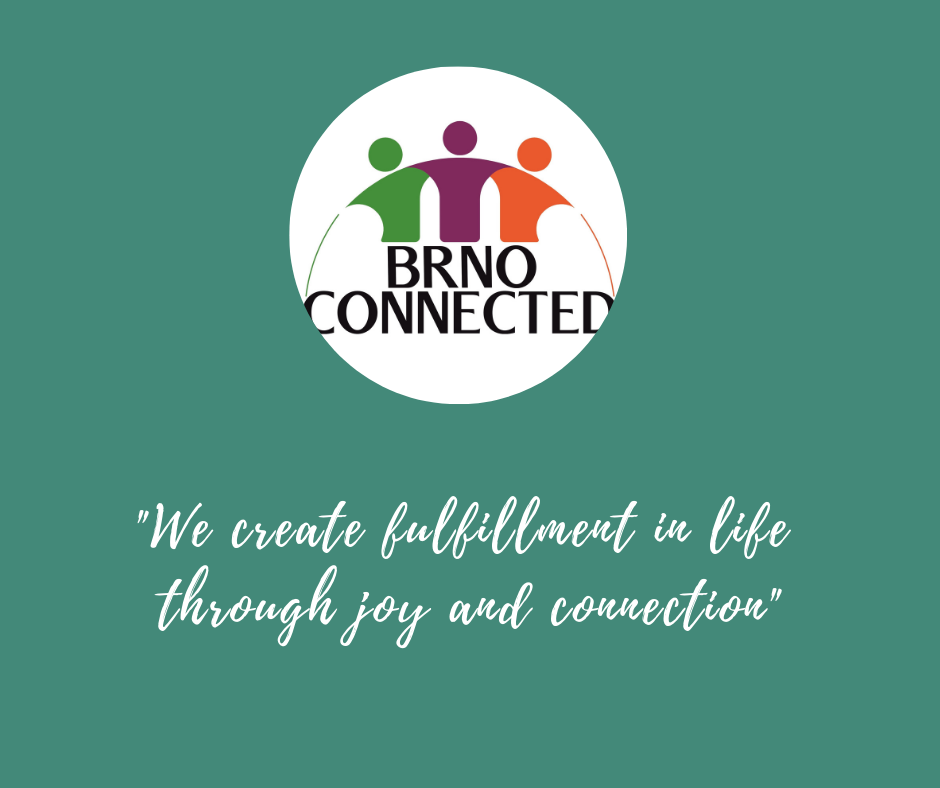 BRNO
CONNECTED
"We create fulfillment in life
through joy and connection"